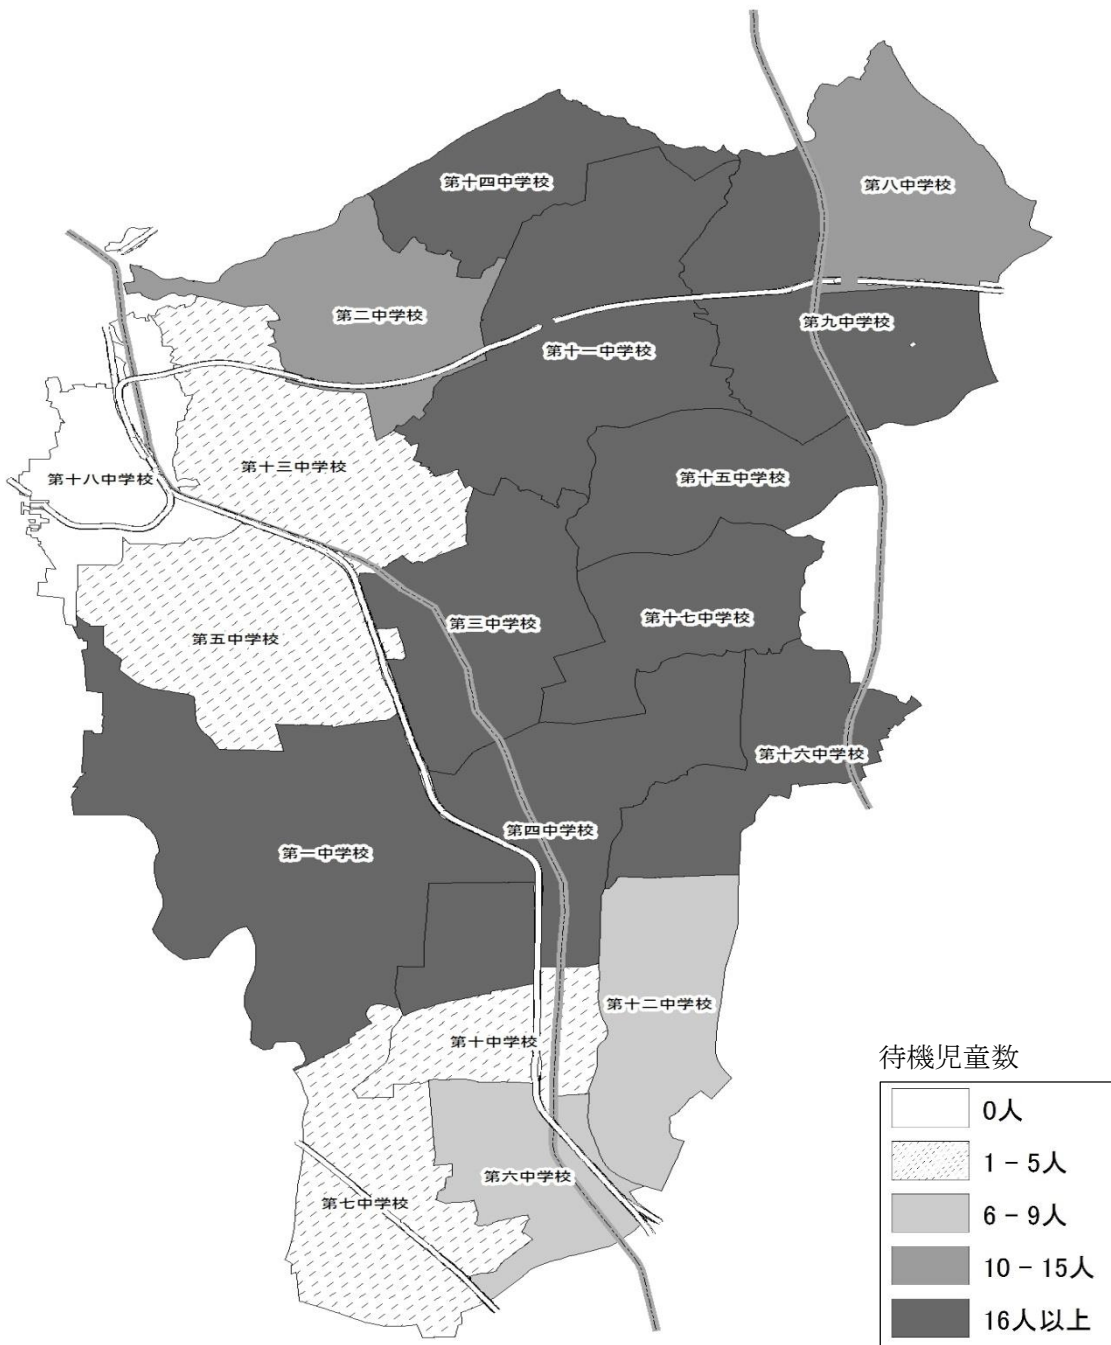 第十四中学校
第八中学校
第二中学校
第九中学校
第十一中学校
第十三中学校
第十八中学校
第十五中学校
第三中学校
第十七中学校
第五中学校
第十六中学校
第四中学校
第一中学校
第十二中学校
第十中学校
第六中学校
第七中学校
待機児童数
0人
1 - 5人
6 - 9人
10 - 15人
16人以上